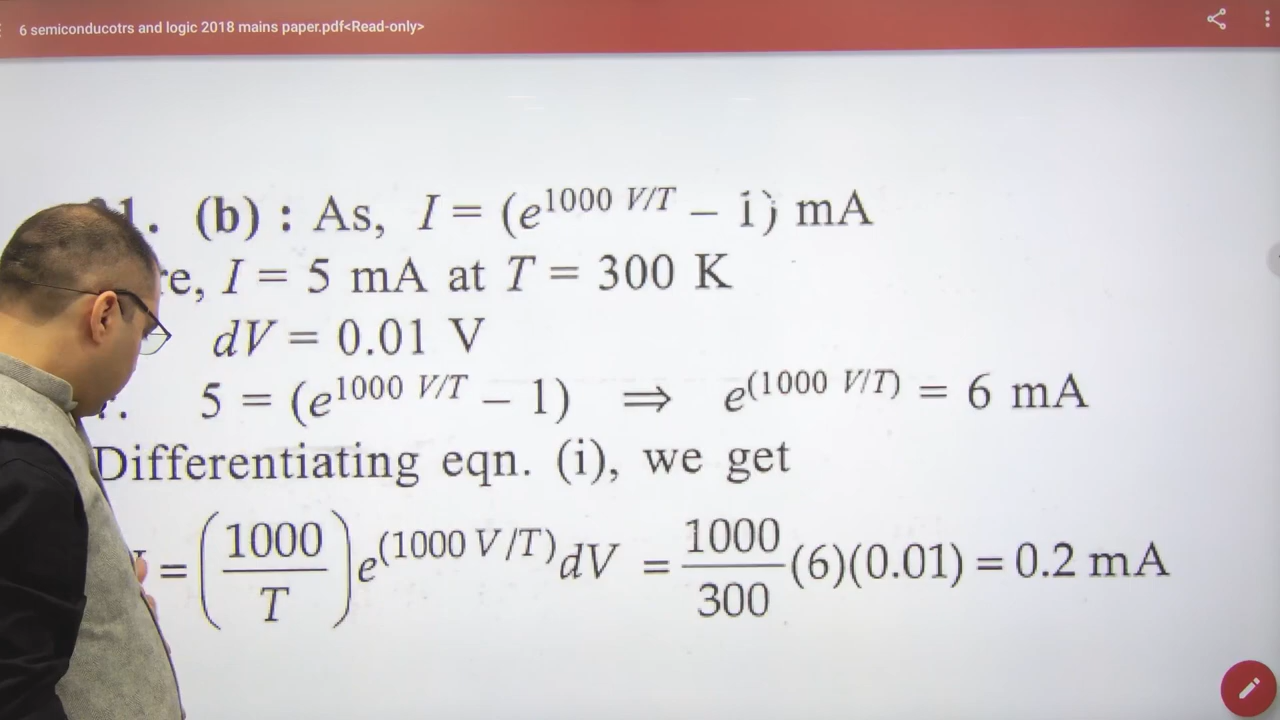 6 semiconducotrs and logic 2018 mains paper.pdf<Read-only>
1. (b) : As, I = (e^{1000 V/T} – 1) mA
re, I = 5 mA at T = 300 K
dV = 0.01 V
5 = (e^{1000 V/T} – 1) ⇒ e^{(1000 V/T)} = 6 mA
Differentiating eqn. (i), we get
= (1000/T) e^{(1000 V/T)} dV = 1000/300 (6)(0.01) = 0.2 mA